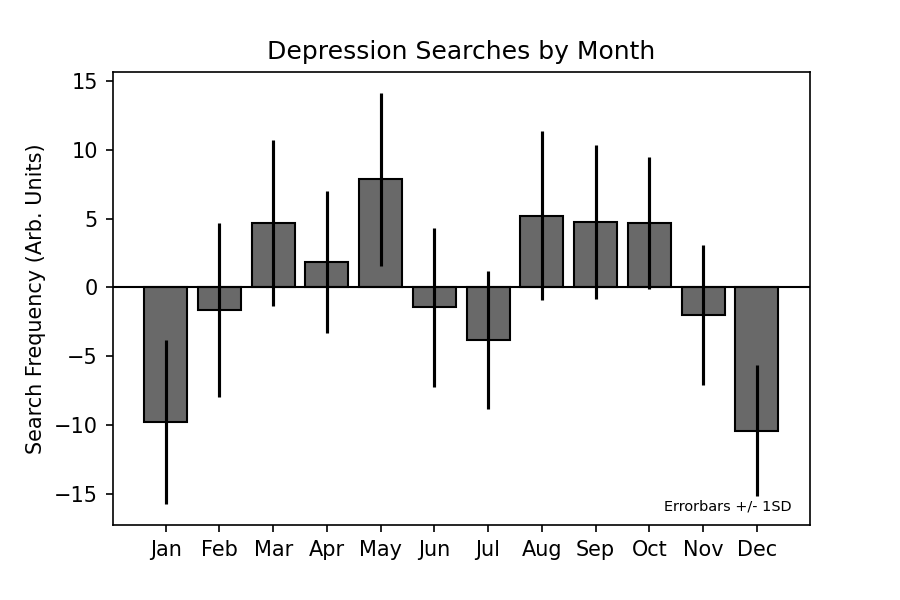 Depression Searches by Month
Search Frequency (Arb. Units)
15
10
5
0
−5
−10
−15
Errorbars +/- 1SD
Jan Feb Mar Apr May Jun Jul Aug Sep Oct Nov Dec